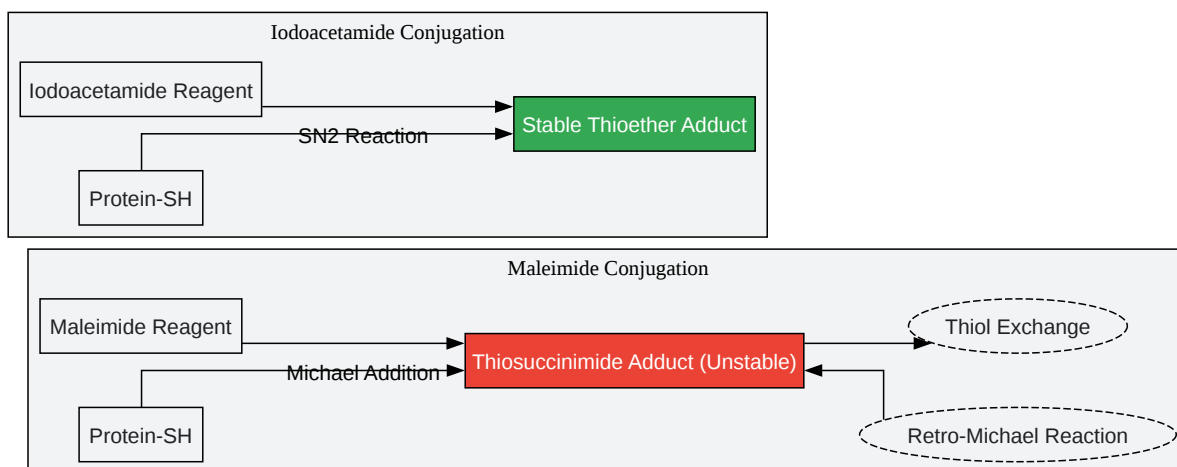 Iodoacetamide Conjugation
Iodoacetamide Reagent
Stable Thioether Adduct
SN2 Reaction
Protein-SH
Maleimide Conjugation
Maleimide Reagent
Thiol Exchange
Thiosuccinimide Adduct (Unstable)
Michael Addition
Protein-SH
Retro-Michael Reaction